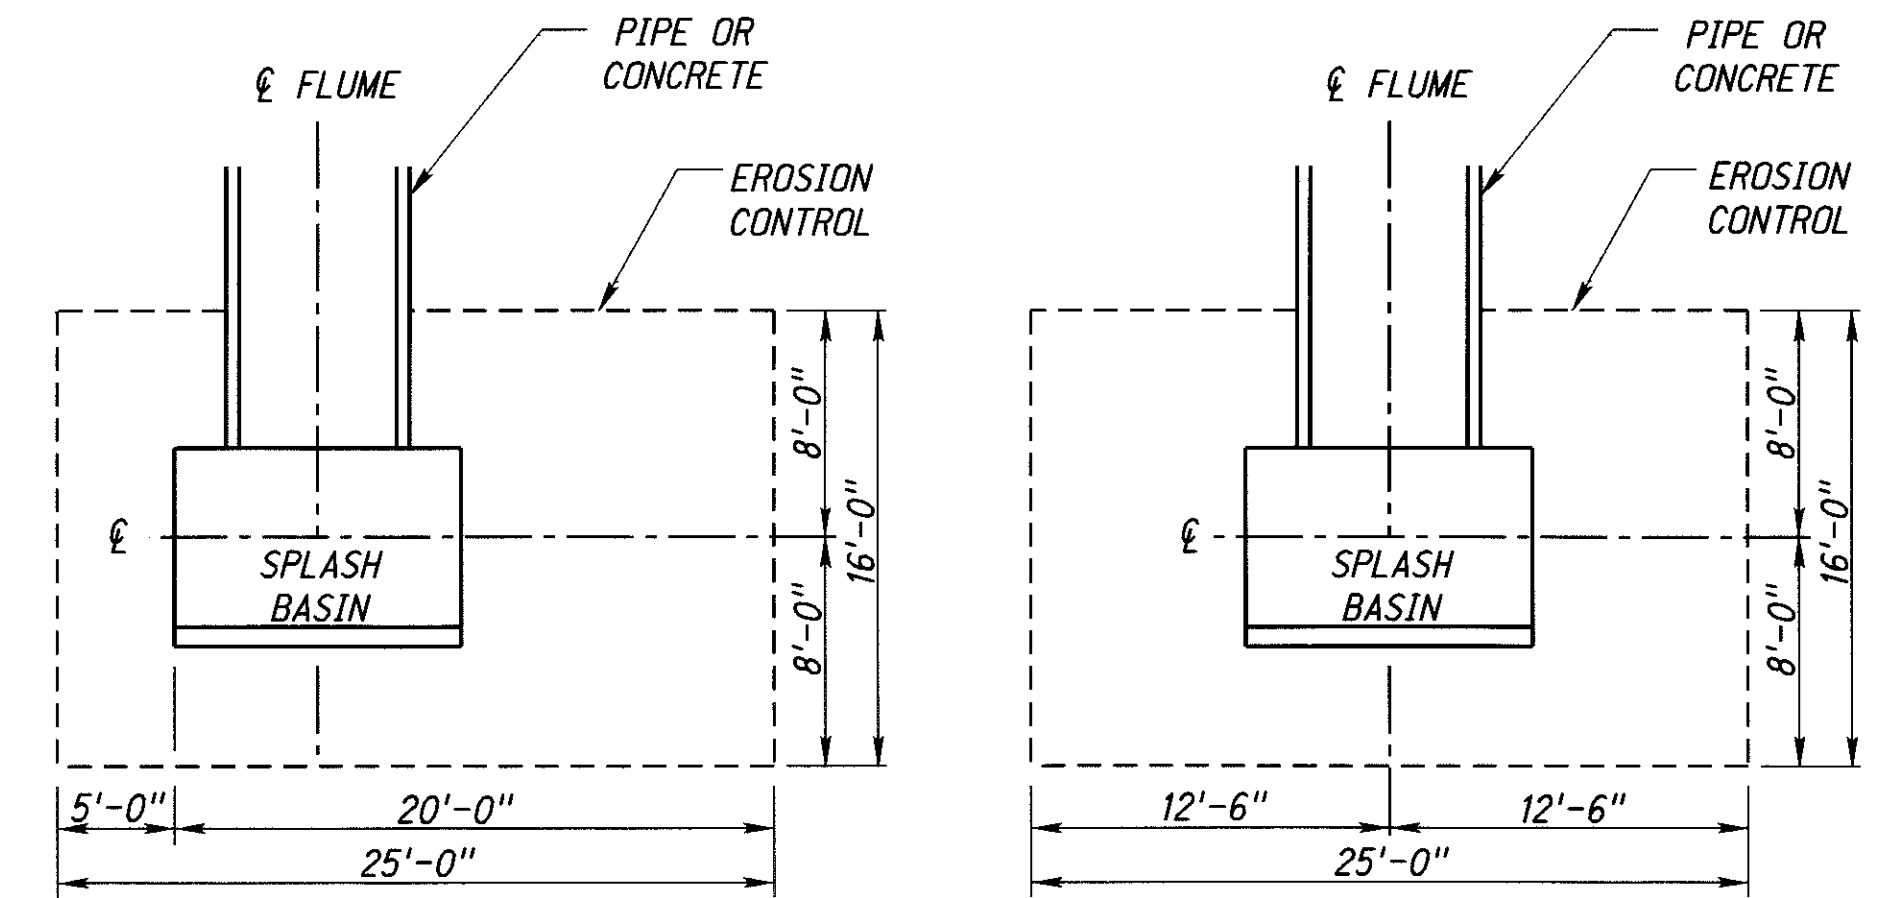 PIPE OR
CONCRETE
℄ FLUME
EROSION
CONTROL
℄
SPLASH
BASIN
8'-0"
8'-0"
16'-0"
5'-0"
20'-0"
25'-0"
PIPE OR
CONCRETE
℄ FLUME
EROSION
CONTROL
℄
SPLASH
BASIN
8'-0"
8'-0"
16'-0"
12'-6"
12'-6"
25'-0"